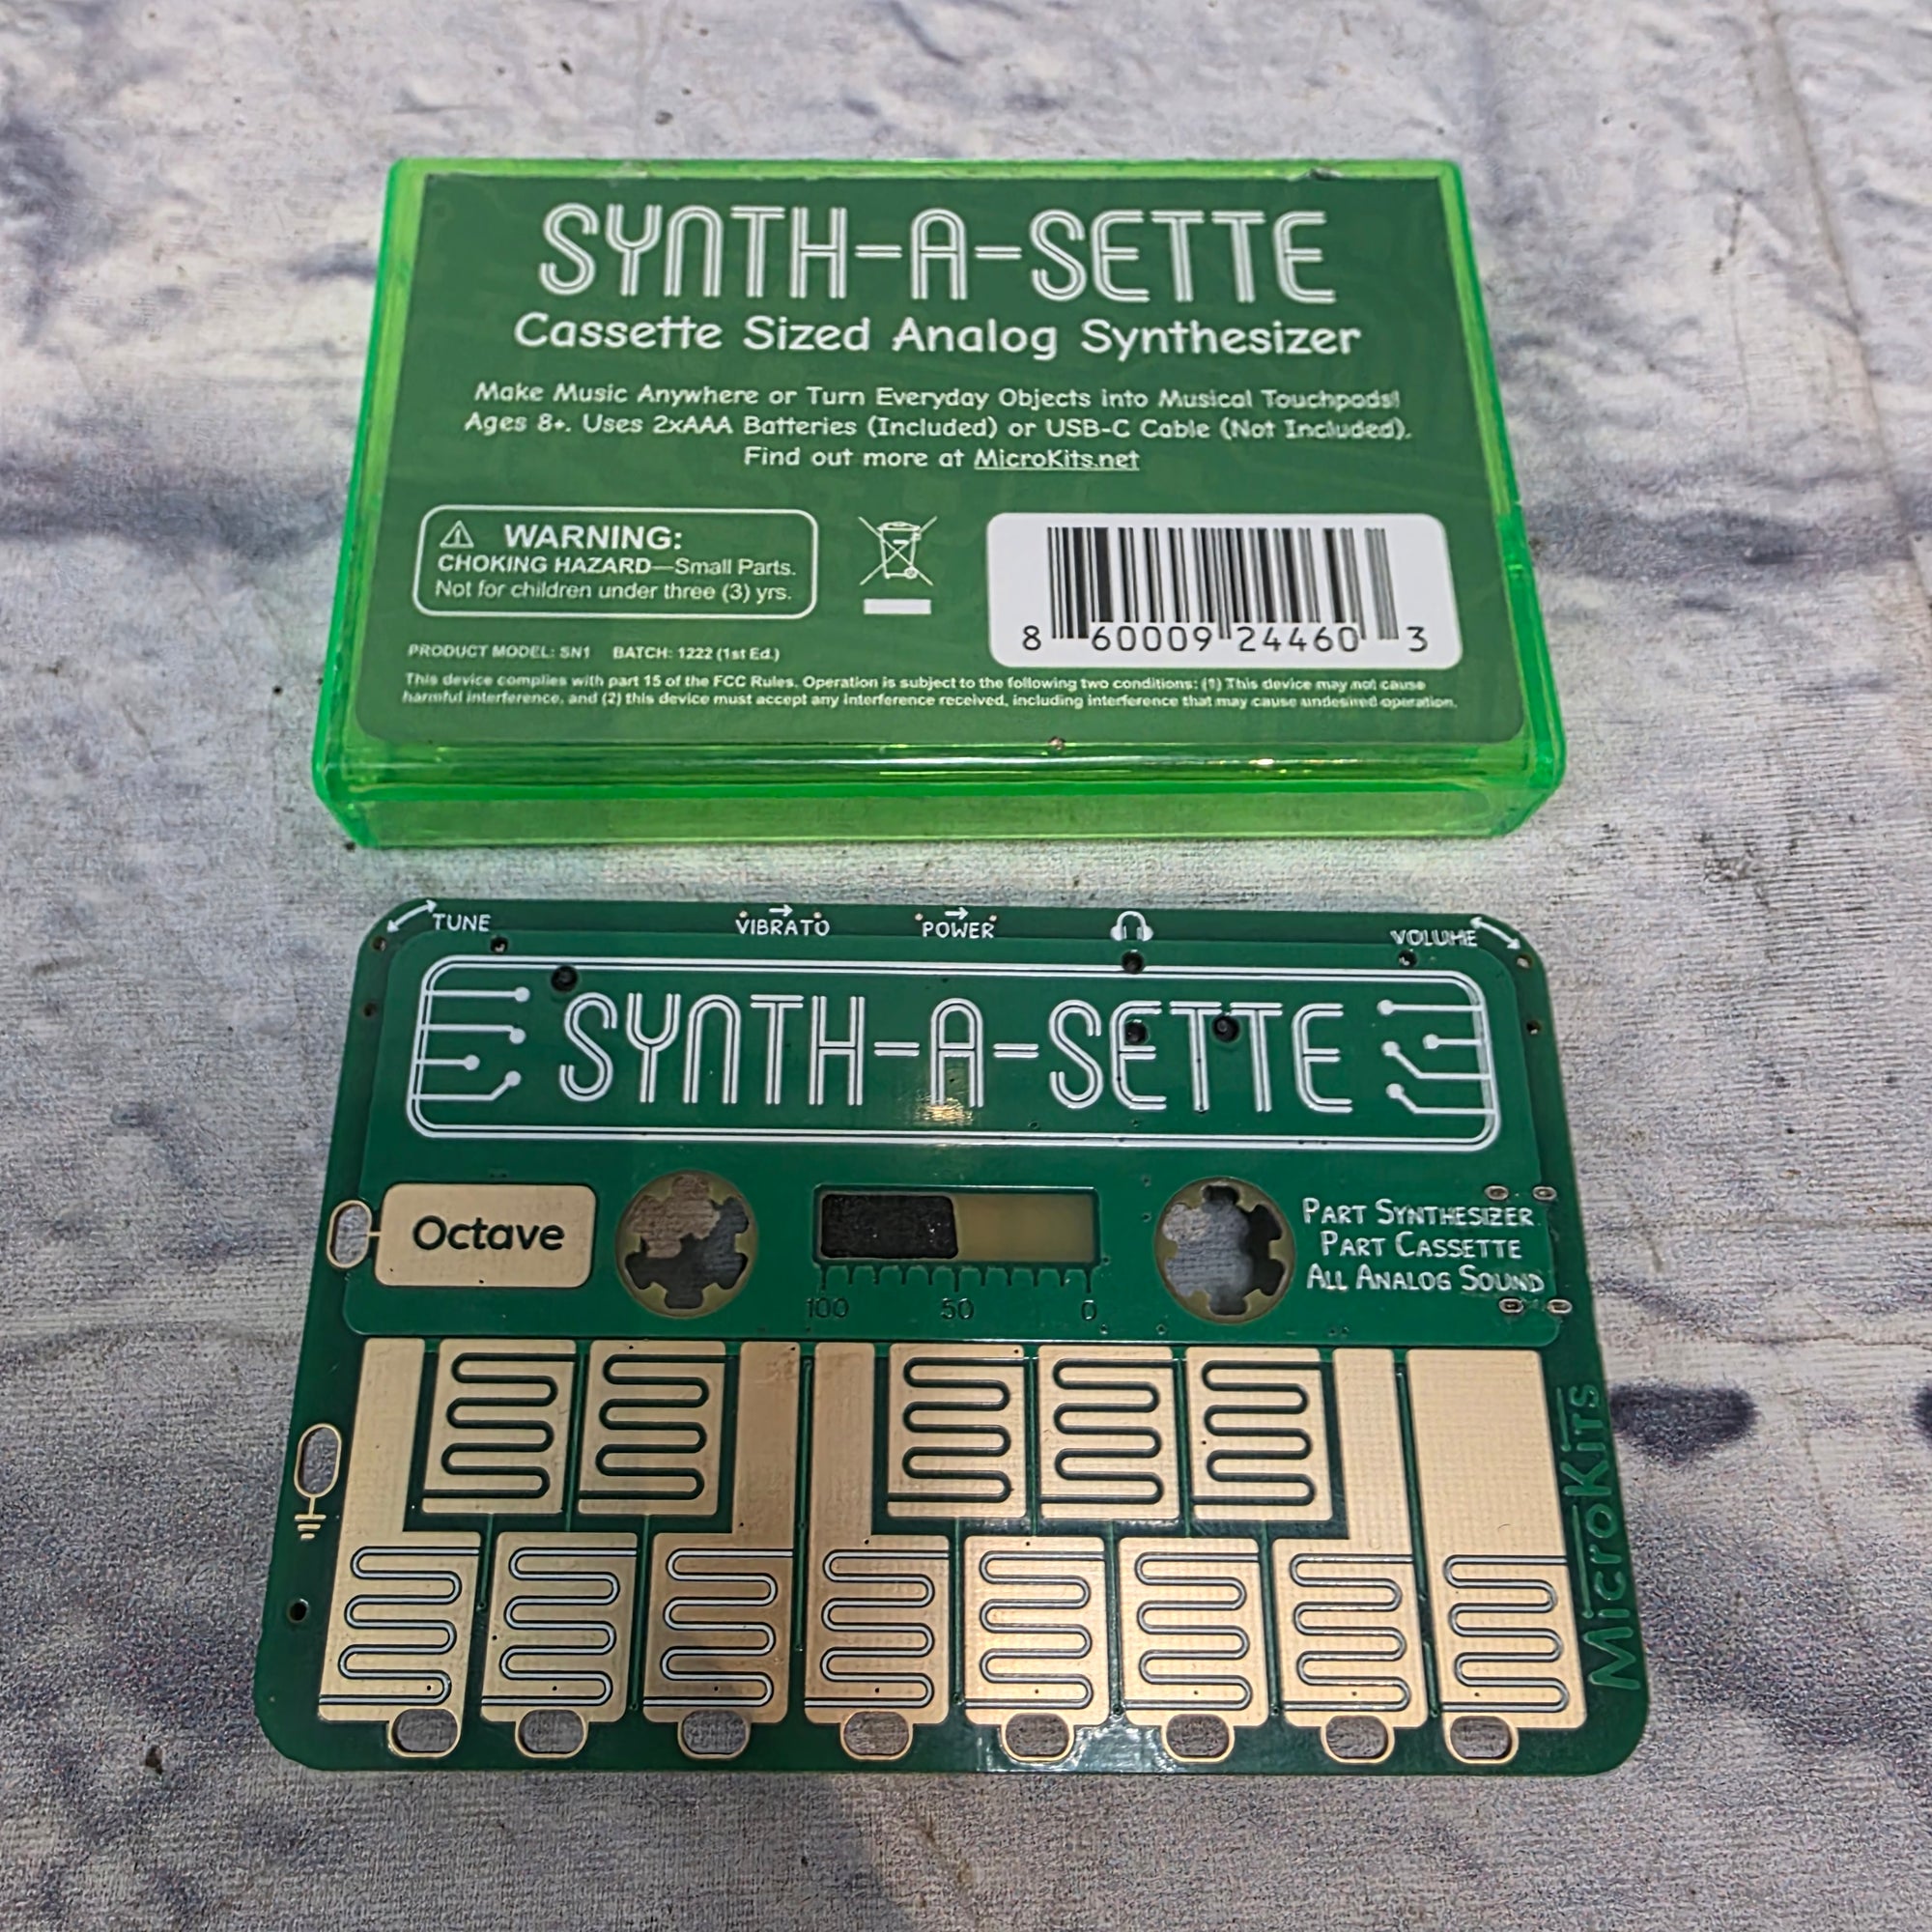 SYNTH-A-SETTE
Cassette Sized Analog Synthesizer
Make Music Anywhere or Turn Everyday Objects into Musical Touchpads!
Ages 8+. Uses 2xAAA Batteries (Included) or USB-C Cable (Not Included).
Find out more at MicroKits.net
WARNING:
CHOKING HAZARD—Small Parts.
Not for children under three (3) yrs.
8 60009 24460 3
PRODUCT MODEL: SN1 BATCH: 1222 (1st Ed.)
This device complies with part 15 of the FCC Rules. Operation is subject to the following two conditions: (1) This device may not cause
harmful interference, and (2) this device must accept any interference received, including interference that may cause undesired operation.
TUNE VIBRATO POWER VOLUME
SYNTH-A-SETTE
Octave
100 50 0
PART SYNTHESIZER
PART CASSETTE
ALL ANALOG SOUND
MicroKits